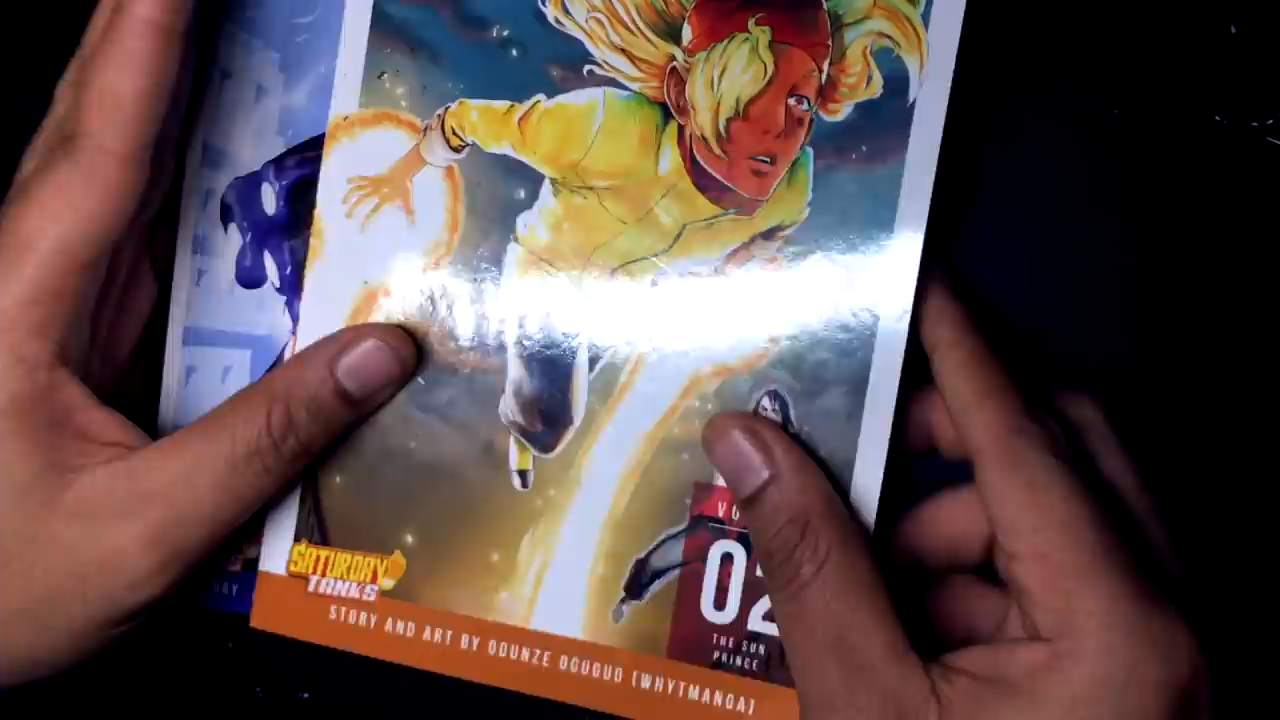 SATURDAY
TANKS
02
THE SUN
PRINCE
STORY AND ART BY ODUNZE OGUGUO (WHYTMANGA)